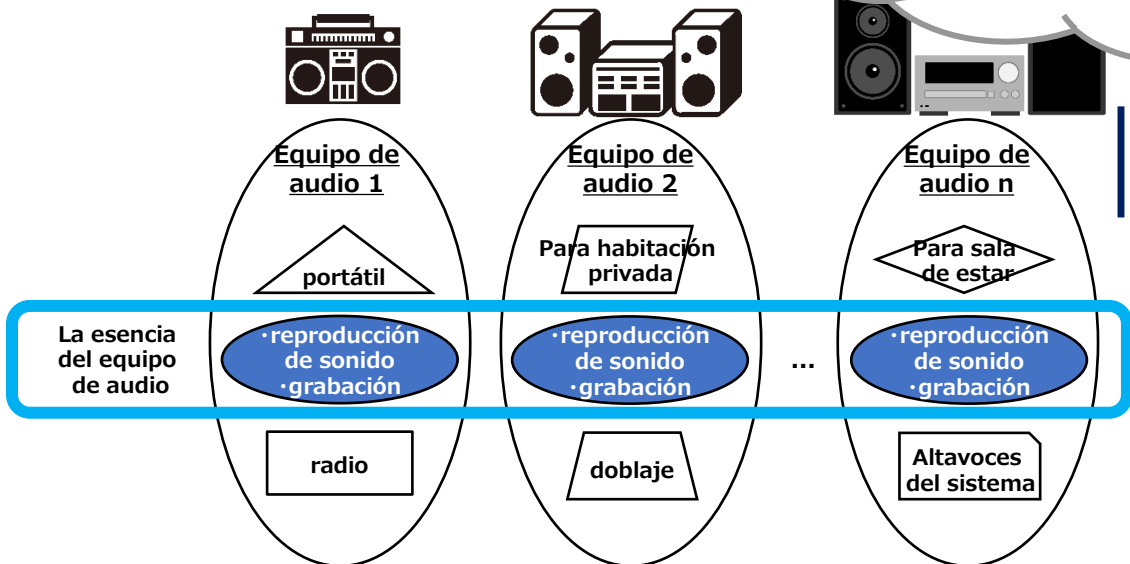 Equipo de
audio 1
Equipo de
audio 2
Equipo de
audio n
portátil
Para habitación
privada
Para sala
de estar
La esencia
del equipo
de audio
・reproducción
de sonido
・grabación
・reproducción
de sonido
・grabación
...
・reproducción
de sonido
・grabación
radio
doblaje
Altavoces
del sistema